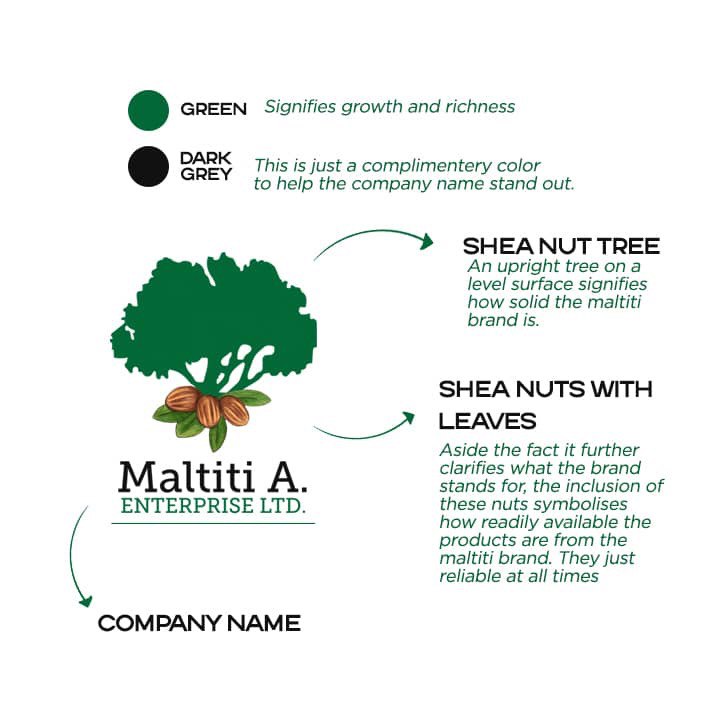 GREEN
Signifies growth and richness
DARK
GREY
This is just a complimentery color
to help the company name stand out.
SHEA NUT TREE
An upright tree on a
level surface signifies
how solid the maltiti
brand is.
SHEA NUTS WITH
LEAVES
Aside the fact it further
clarifies what the brand
stands for, the inclusion of
these nuts symbolises
how readily available the
products are from the
maltiti brand. They just
reliable at all times
Maltiti A.
ENTERPRISE LTD.
COMPANY NAME